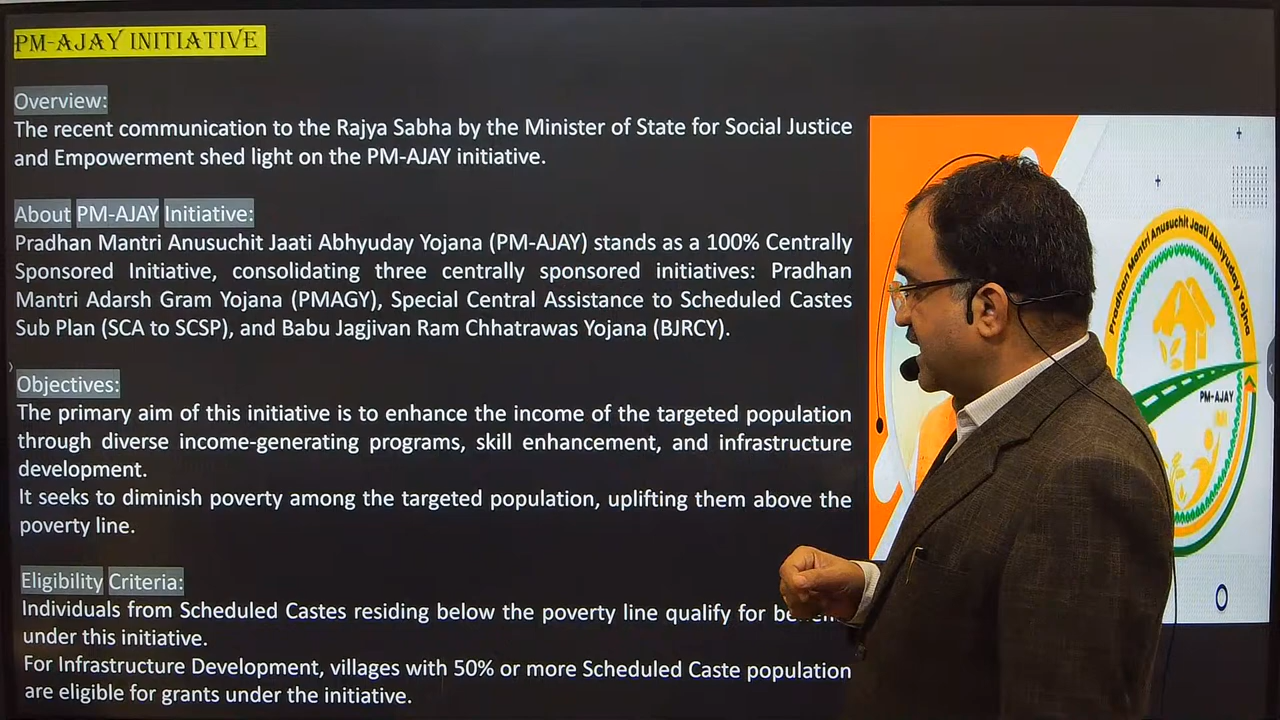 PM-AJAY INITIATIVE
Overview:
The recent communication to the Rajya Sabha by the Minister of State for Social Justice
and Empowerment shed light on the PM-AJAY initiative.
About PM-AJAY Initiative:
Pradhan Mantri Anusuchit Jaati Abhyuday Yojana (PM-AJAY) stands as a 100% Centrally
Sponsored Initiative, consolidating three centrally sponsored initiatives: Pradhan
Mantri Adarsh Gram Yojana (PMAGY), Special Central Assistance to Scheduled Castes
Sub Plan (SCA to SCSP), and Babu Jagjivan Ram Chhatrawas Yojana (BJRCY).
Objectives:
The primary aim of this initiative is to enhance the income of the targeted population
through diverse income-generating programs, skill enhancement, and infrastructure
development.
It seeks to diminish poverty among the targeted population, uplifting them above the
poverty line.
Eligibility Criteria:
Individuals from Scheduled Castes residing below the poverty line qualify for
under this initiative.
For Infrastructure Development, villages with 50% or more Scheduled Caste population
are eligible for grants under the initiative.
Pradhan Mantri Anusuchit Jaati Abhyuday Yojna
PM-AJAY